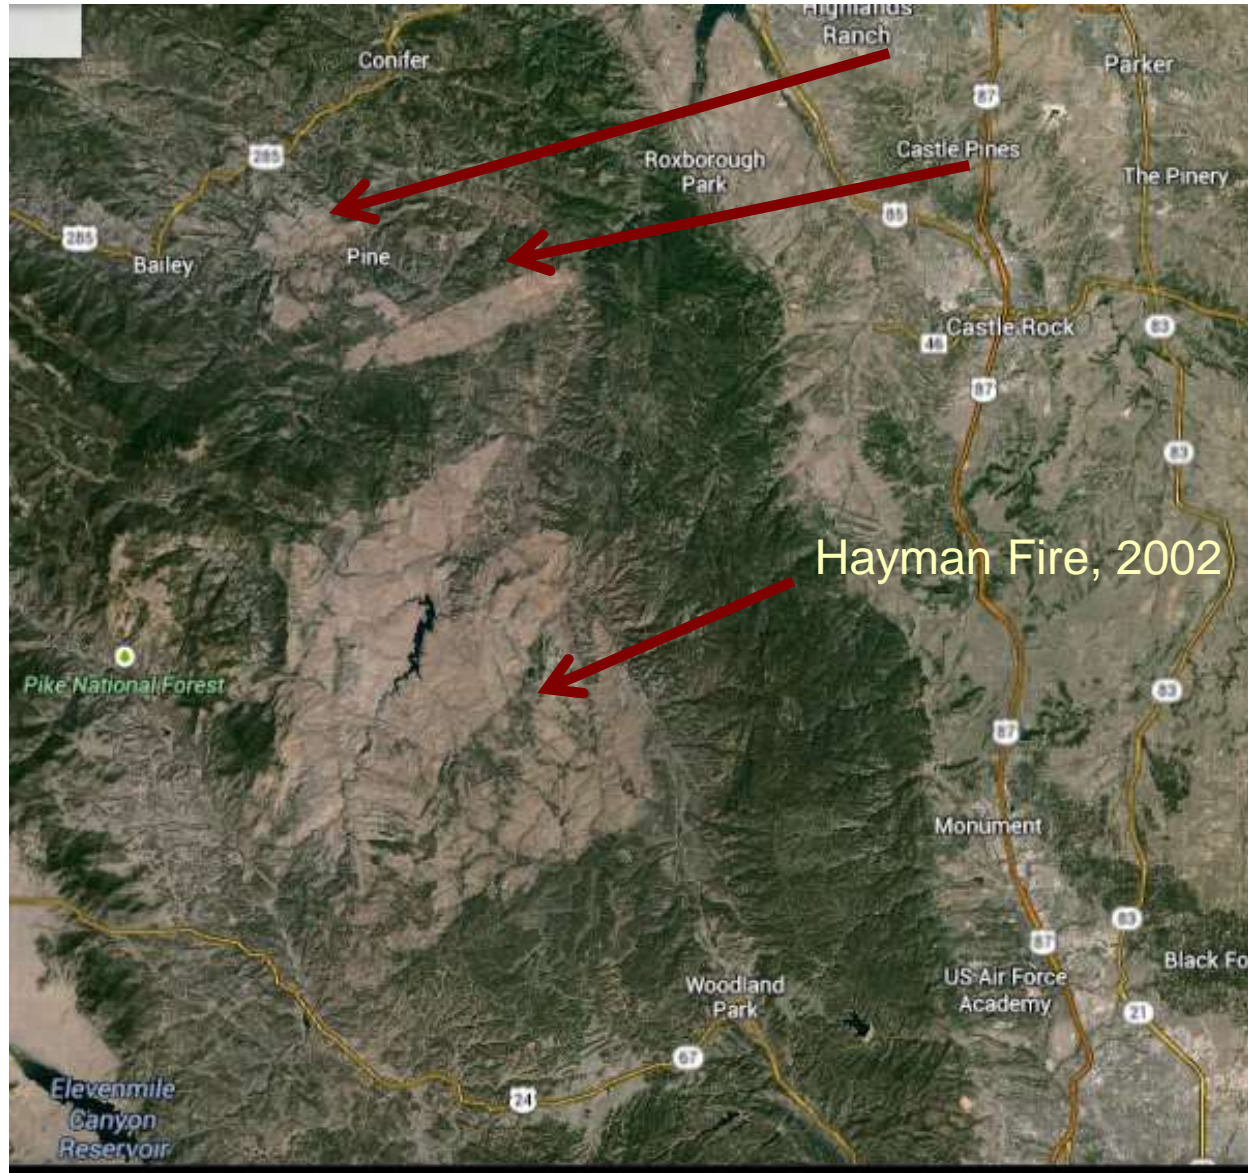 Highlands
Ranch
Conifer
Parker
87
285
Roxborough
Park
Castle Pines
The Pinery
85
285
Bailey
Pine
Castle Rock
46
83
87
83
Hayman Fire, 2002
Pike National Forest
83
87
Monument
83
87
Black Fo
Woodland
Park
US Air Force
Academy
21
67
24
Elevenmile
Canyon
Reservoir